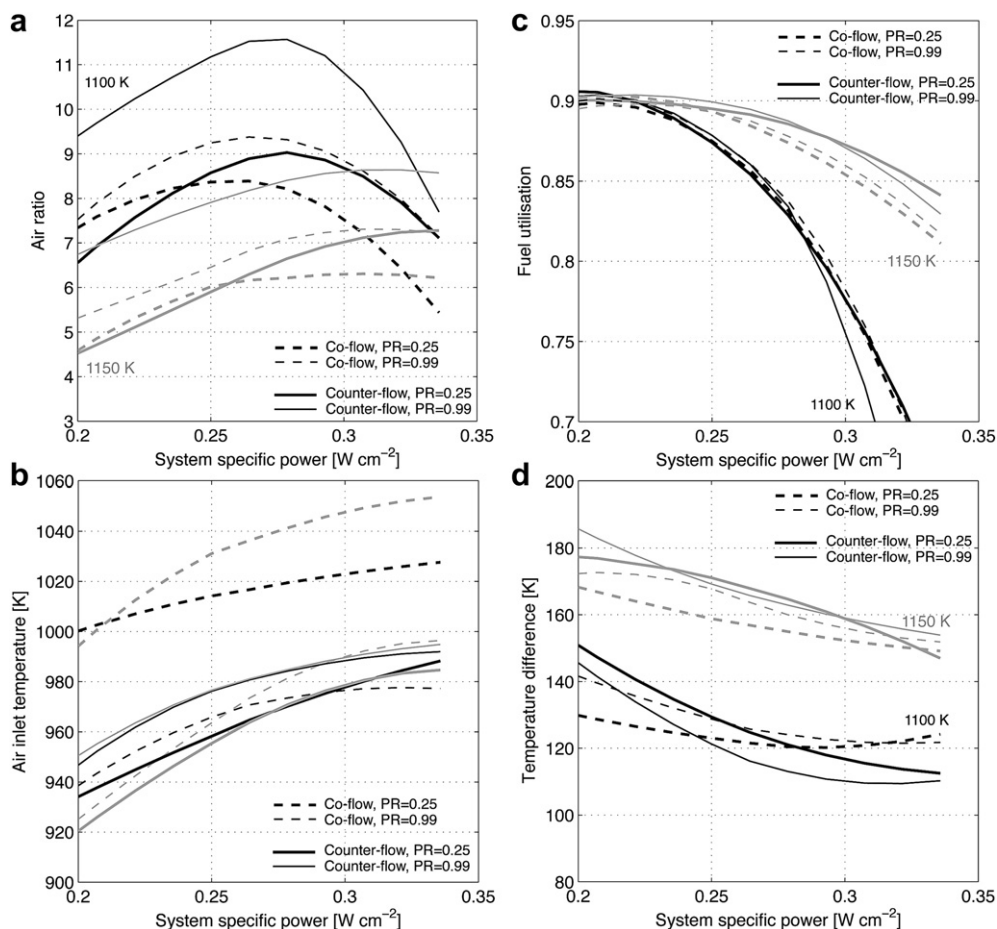 a
12
11
10
9
8
7
6
5
4
3
Air ratio
1100 K
1150 K
Co-flow, PR=0.25
Co-flow, PR=0.99
Counter-flow, PR=0.25
Counter-flow, PR=0.99
0.2 0.25 0.3 0.35
System specific power [W cm⁻²]
b
1060
1040
1020
1000
980
960
940
920
900
Air inlet temperature [K]
Co-flow, PR=0.25
Co-flow, PR=0.99
Counter-flow, PR=0.25
Counter-flow, PR=0.99
0.2 0.25 0.3 0.35
System specific power [W cm⁻²]
c
0.95
0.9
0.85
0.8
0.75
0.7
Fuel utilisation
Co-flow, PR=0.25
Co-flow, PR=0.99
Counter-flow, PR=0.25
Counter-flow, PR=0.99
1150 K
1100 K
0.2 0.25 0.3 0.35
System specific power [W cm⁻²]
d
200
180
160
140
120
100
80
Temperature difference [K]
Co-flow, PR=0.25
Co-flow, PR=0.99
Counter-flow, PR=0.25
Counter-flow, PR=0.99
1150 K
1100 K
0.2 0.25 0.3 0.35
System specific power [W cm⁻²]